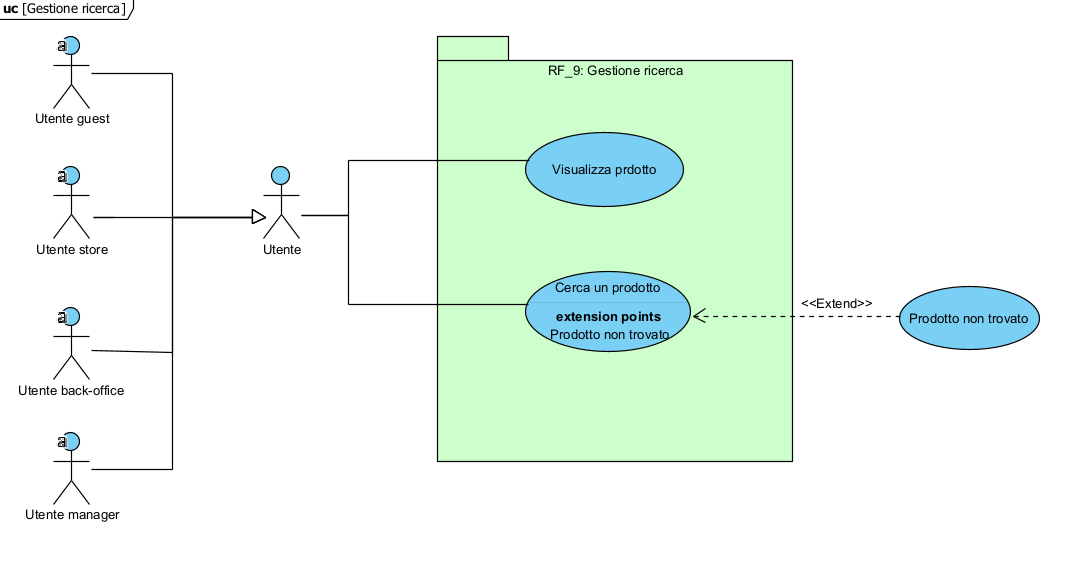 uc [Gestione ricerca]
Utente guest
Utente store
Utente back-office
Utente manager
Utente
RF_9: Gestione ricerca
Visualizza prdotto
Cerca un prodotto
extension points
Prodotto non trovato
<<Extend>>
Prodotto non trovato